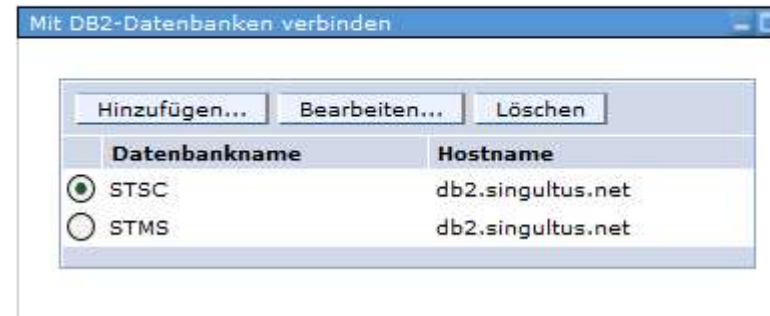 Mit DB2-Datenbanken verbinden
Hinzufügen... Bearbeiten... Löschen
Datenbankname Hostname
STSC db2.singultus.net
STMS db2.singultus.net